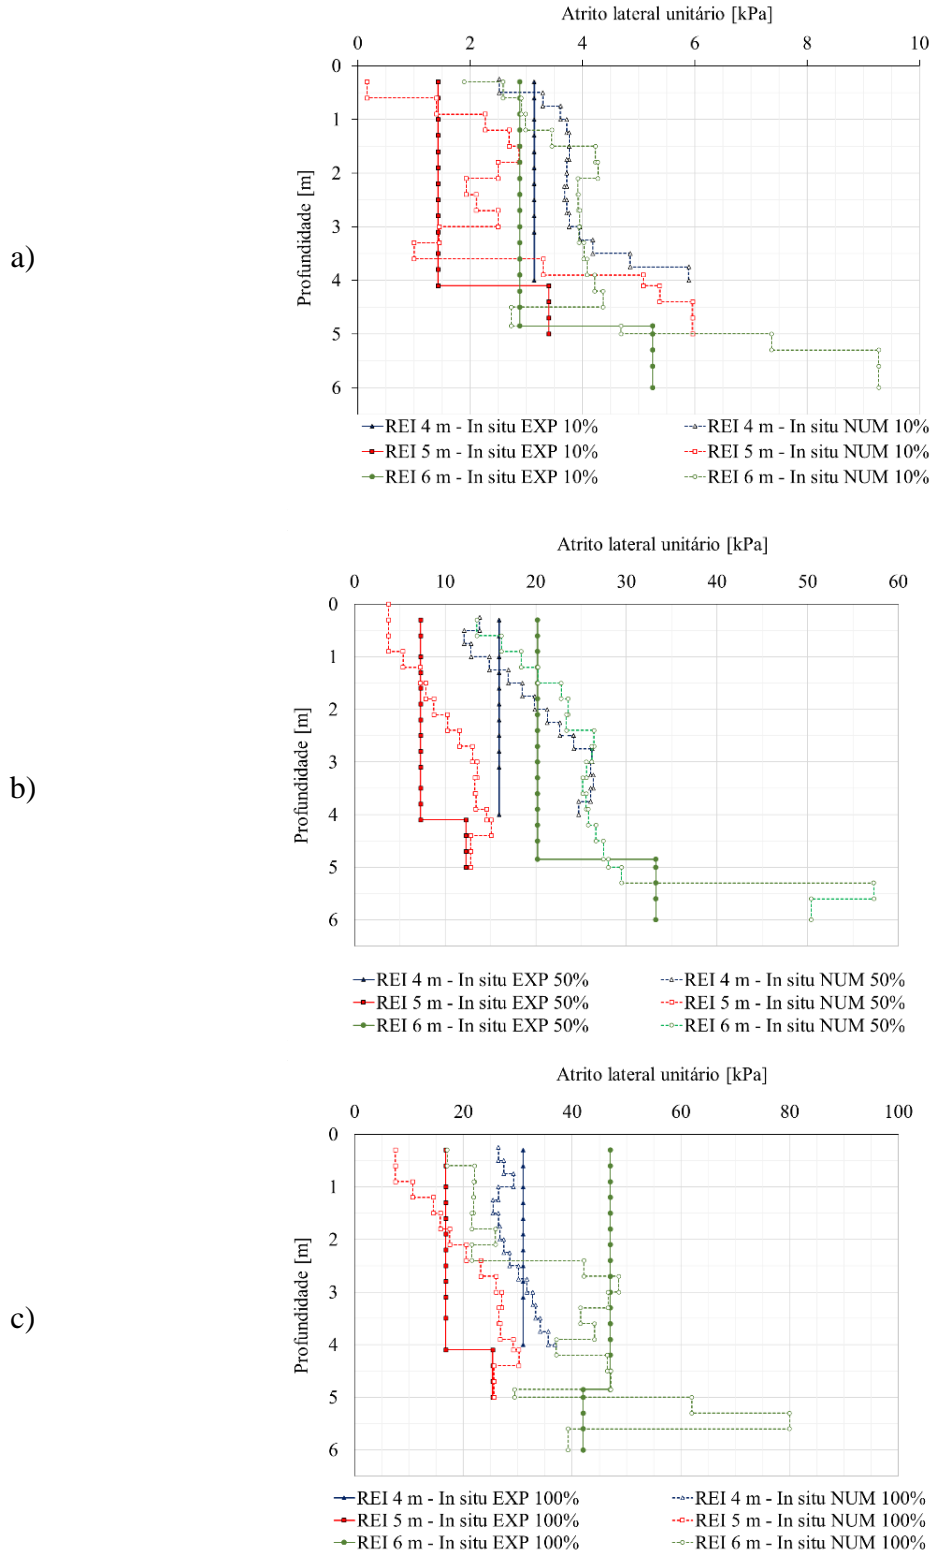 Atrito lateral unitário [kPa]
0 2 4 6 8 10
0
1
2
3
4
5
6
Profundidade [m]
a)
REI 4 m - In situ EXP 10% REI 4 m - In situ NUM 10%
REI 5 m - In situ EXP 10% REI 5 m - In situ NUM 10%
REI 6 m - In situ EXP 10% REI 6 m - In situ NUM 10%
Atrito lateral unitário [kPa]
0 10 20 30 40 50 60
0
1
2
3
4
5
6
Profundidade [m]
b)
REI 4 m - In situ EXP 50% REI 4 m - In situ NUM 50%
REI 5 m - In situ EXP 50% REI 5 m - In situ NUM 50%
REI 6 m - In situ EXP 50% REI 6 m - In situ NUM 50%
Atrito lateral unitário [kPa]
0 20 40 60 80 100
0
1
2
3
4
5
6
Profundidade [m]
c)
REI 4 m - In situ EXP 100% REI 4 m - In situ NUM 100%
REI 5 m - In situ EXP 100% REI 5 m - In situ NUM 100%
REI 6 m - In situ EXP 100% REI 6 m - In situ NUM 100%